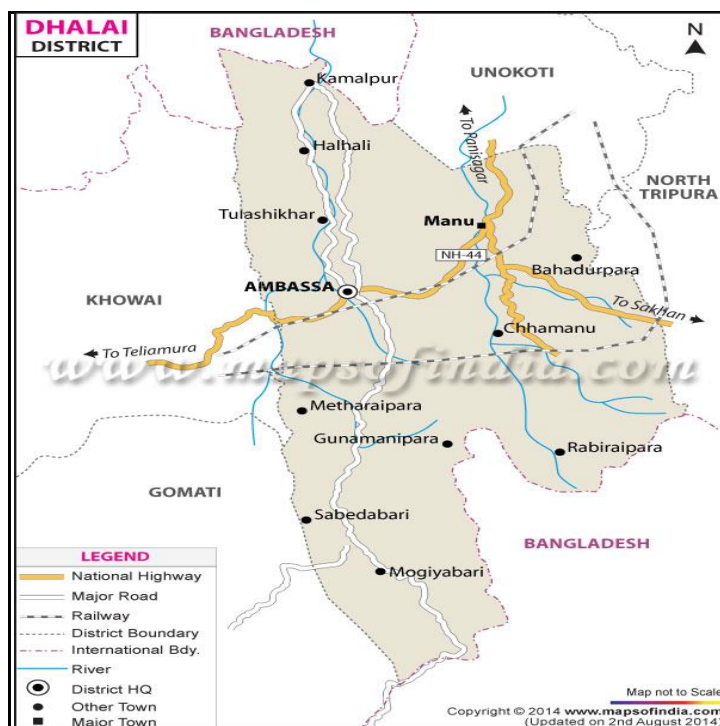 DHALAI
DISTRICT
BANGLADESH
N
Kamalpur
UNOKOTI
To Panisagar
Halhali
NORTH
TRIPURA
Tulashikhar
Manu
NH-44
Bahadurpara
AMBASSA
KHOWAI
To Sakhan
Chhamanu
To Teliamura
www.mapsofindia.com
Metharaipara
Gunamanipara
Rabiraipara
GOMATI
Sabedabari
BANGLADESH
Mogiyabari
LEGEND
National Highway
Major Road
Railway
District Boundary
International Bdy.
River
District HQ
Other Town
Major Town
Map not to Scale
Copyright © 2014 www.mapsofindia.com
(Updated on 2nd August 2014)